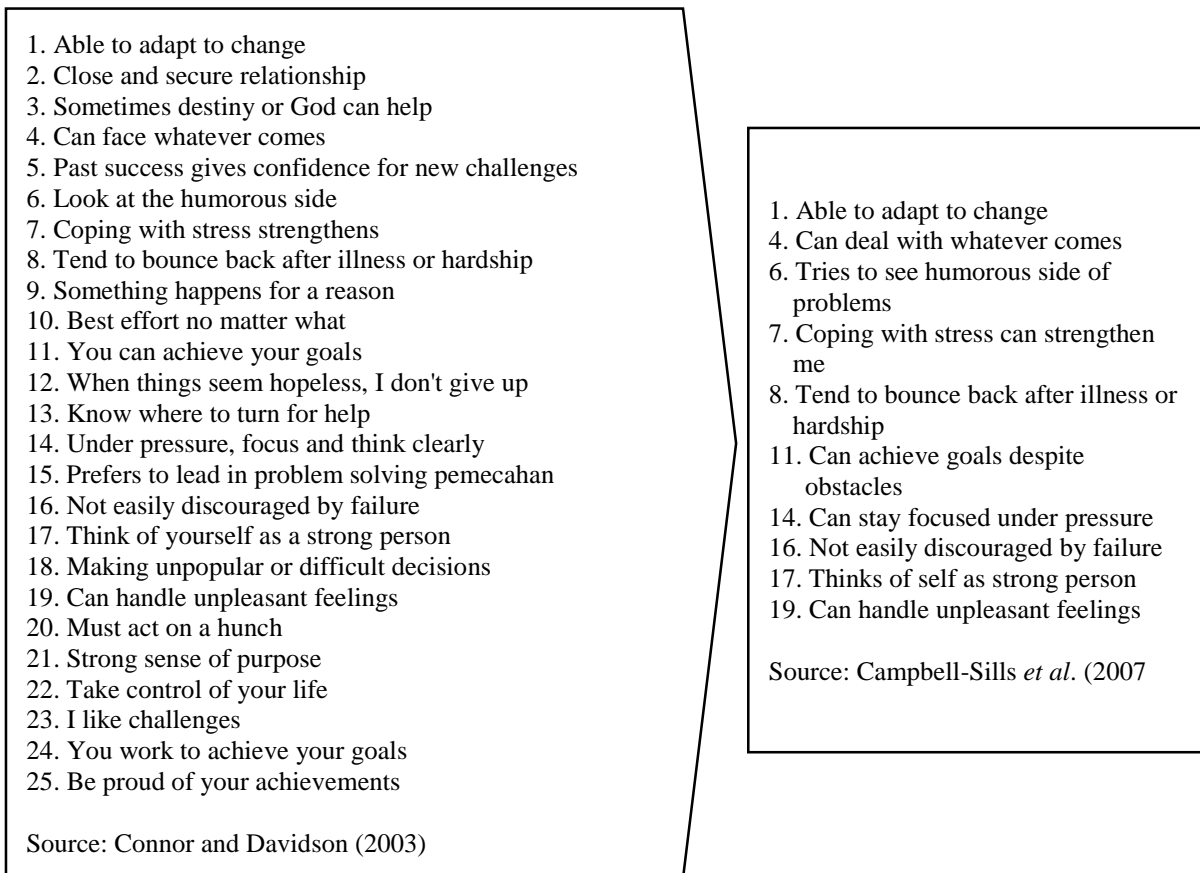 1. Able to adapt to change
2. Close and secure relationship
3. Sometimes destiny or God can help
4. Can face whatever comes
5. Past success gives confidence for new challenges
6. Look at the humorous side
7. Coping with stress strengthens
8. Tend to bounce back after illness or hardship
9. Something happens for a reason
10. Best effort no matter what
11. You can achieve your goals
12. When things seem hopeless, I don't give up
13. Know where to turn for help
14. Under pressure, focus and think clearly
15. Prefers to lead in problem solving pemecahan
16. Not easily discouraged by failure
17. Think of yourself as a strong person
18. Making unpopular or difficult decisions
19. Can handle unpleasant feelings
20. Must act on a hunch
21. Strong sense of purpose
22. Take control of your life
23. I like challenges
24. You work to achieve your goals
25. Be proud of your achievements
Source: Connor and Davidson (2003)
1. Able to adapt to change
4. Can deal with whatever comes
6. Tries to see humorous side of
problems
7. Coping with stress can strengthen
me
8. Tend to bounce back after illness or
hardship
11. Can achieve goals despite
obstacles
14. Can stay focused under pressure
16. Not easily discouraged by failure
17. Thinks of self as strong person
19. Can handle unpleasant feelings
Source: Campbell-Sills et al. (2007